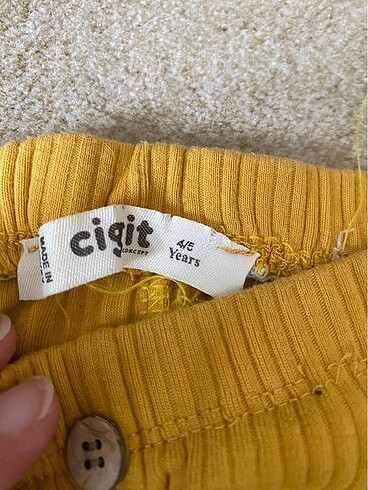 MADE IN
ciqit
CONCEPT
4/5
Years